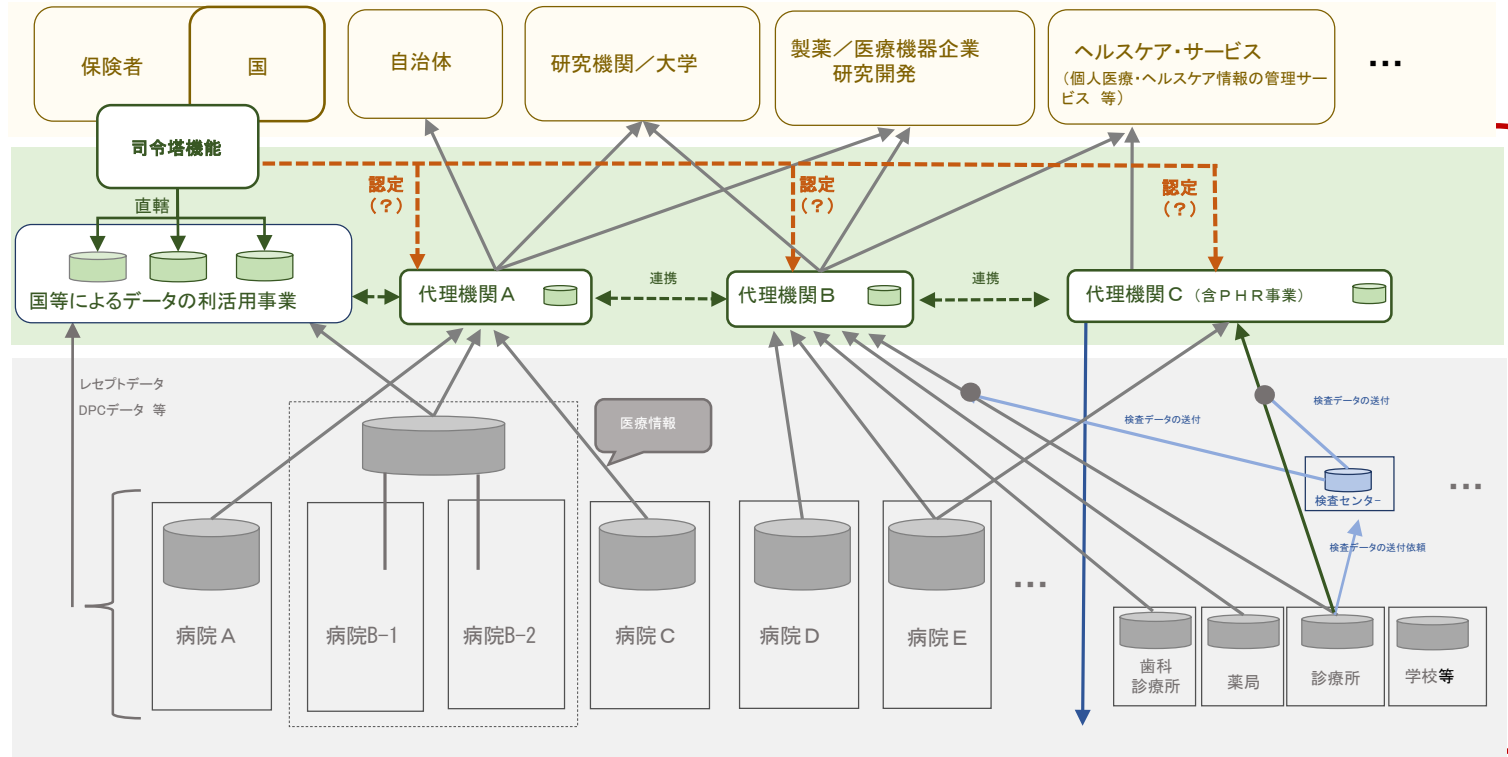 保険者
国
自治体
研究機関／大学
製薬／医療機器企業
研究開発
ヘルスケア・サービス
（個人医療・ヘルスケア情報の管理サー
ビス 等）
…
司令塔機能
直轄
認定
（？）
認定
（？）
認定
（？）
国等によるデータの利活用事業
代理機関Ａ
連携
代理機関Ｂ
連携
代理機関Ｃ（含ＰＨＲ事業）
レセプトデータ
DPCデータ 等
医療情報
検査データの送付
検査データの送付
検査センター
…
検査データの送付依頼
…
病院Ａ
病院B-1
病院B-2
病院Ｃ
病院Ｄ
病院Ｅ
歯科
診療所
薬局
診療所
学校等